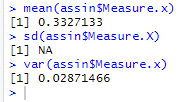 > mean(assin$Measure.x)
[1] 0.3327133
> sd(assin$Measure.X)
[1] NA
> var(assin$Measure.x)
[1] 0.02871466
>